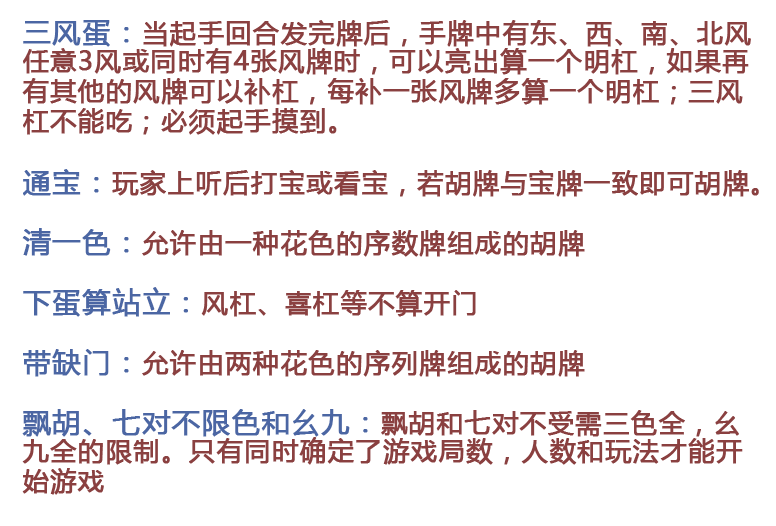 三风蛋：当起手回合发完牌后，手牌中有东、西、南、北风
任意3风或同时有4张风牌时，可以亮出算一个明杠，如果再
有其他的风牌可以补杠，每补一张风牌多算一个明杠；三风
杠不能吃；必须起手摸到。
通宝：玩家上听后打宝或看宝，若胡牌与宝牌一致即可胡牌。
清一色：允许由一种花色的序数牌组成的胡牌
下蛋算站立：风杠、喜杠等不算开门
带缺门：允许由两种花色的序列牌组成的胡牌
飘胡、七对不限色和幺九：飘胡和七对不受需三色全，幺
九全的限制。只有同时确定了游戏局数，人数和玩法才能开
始游戏